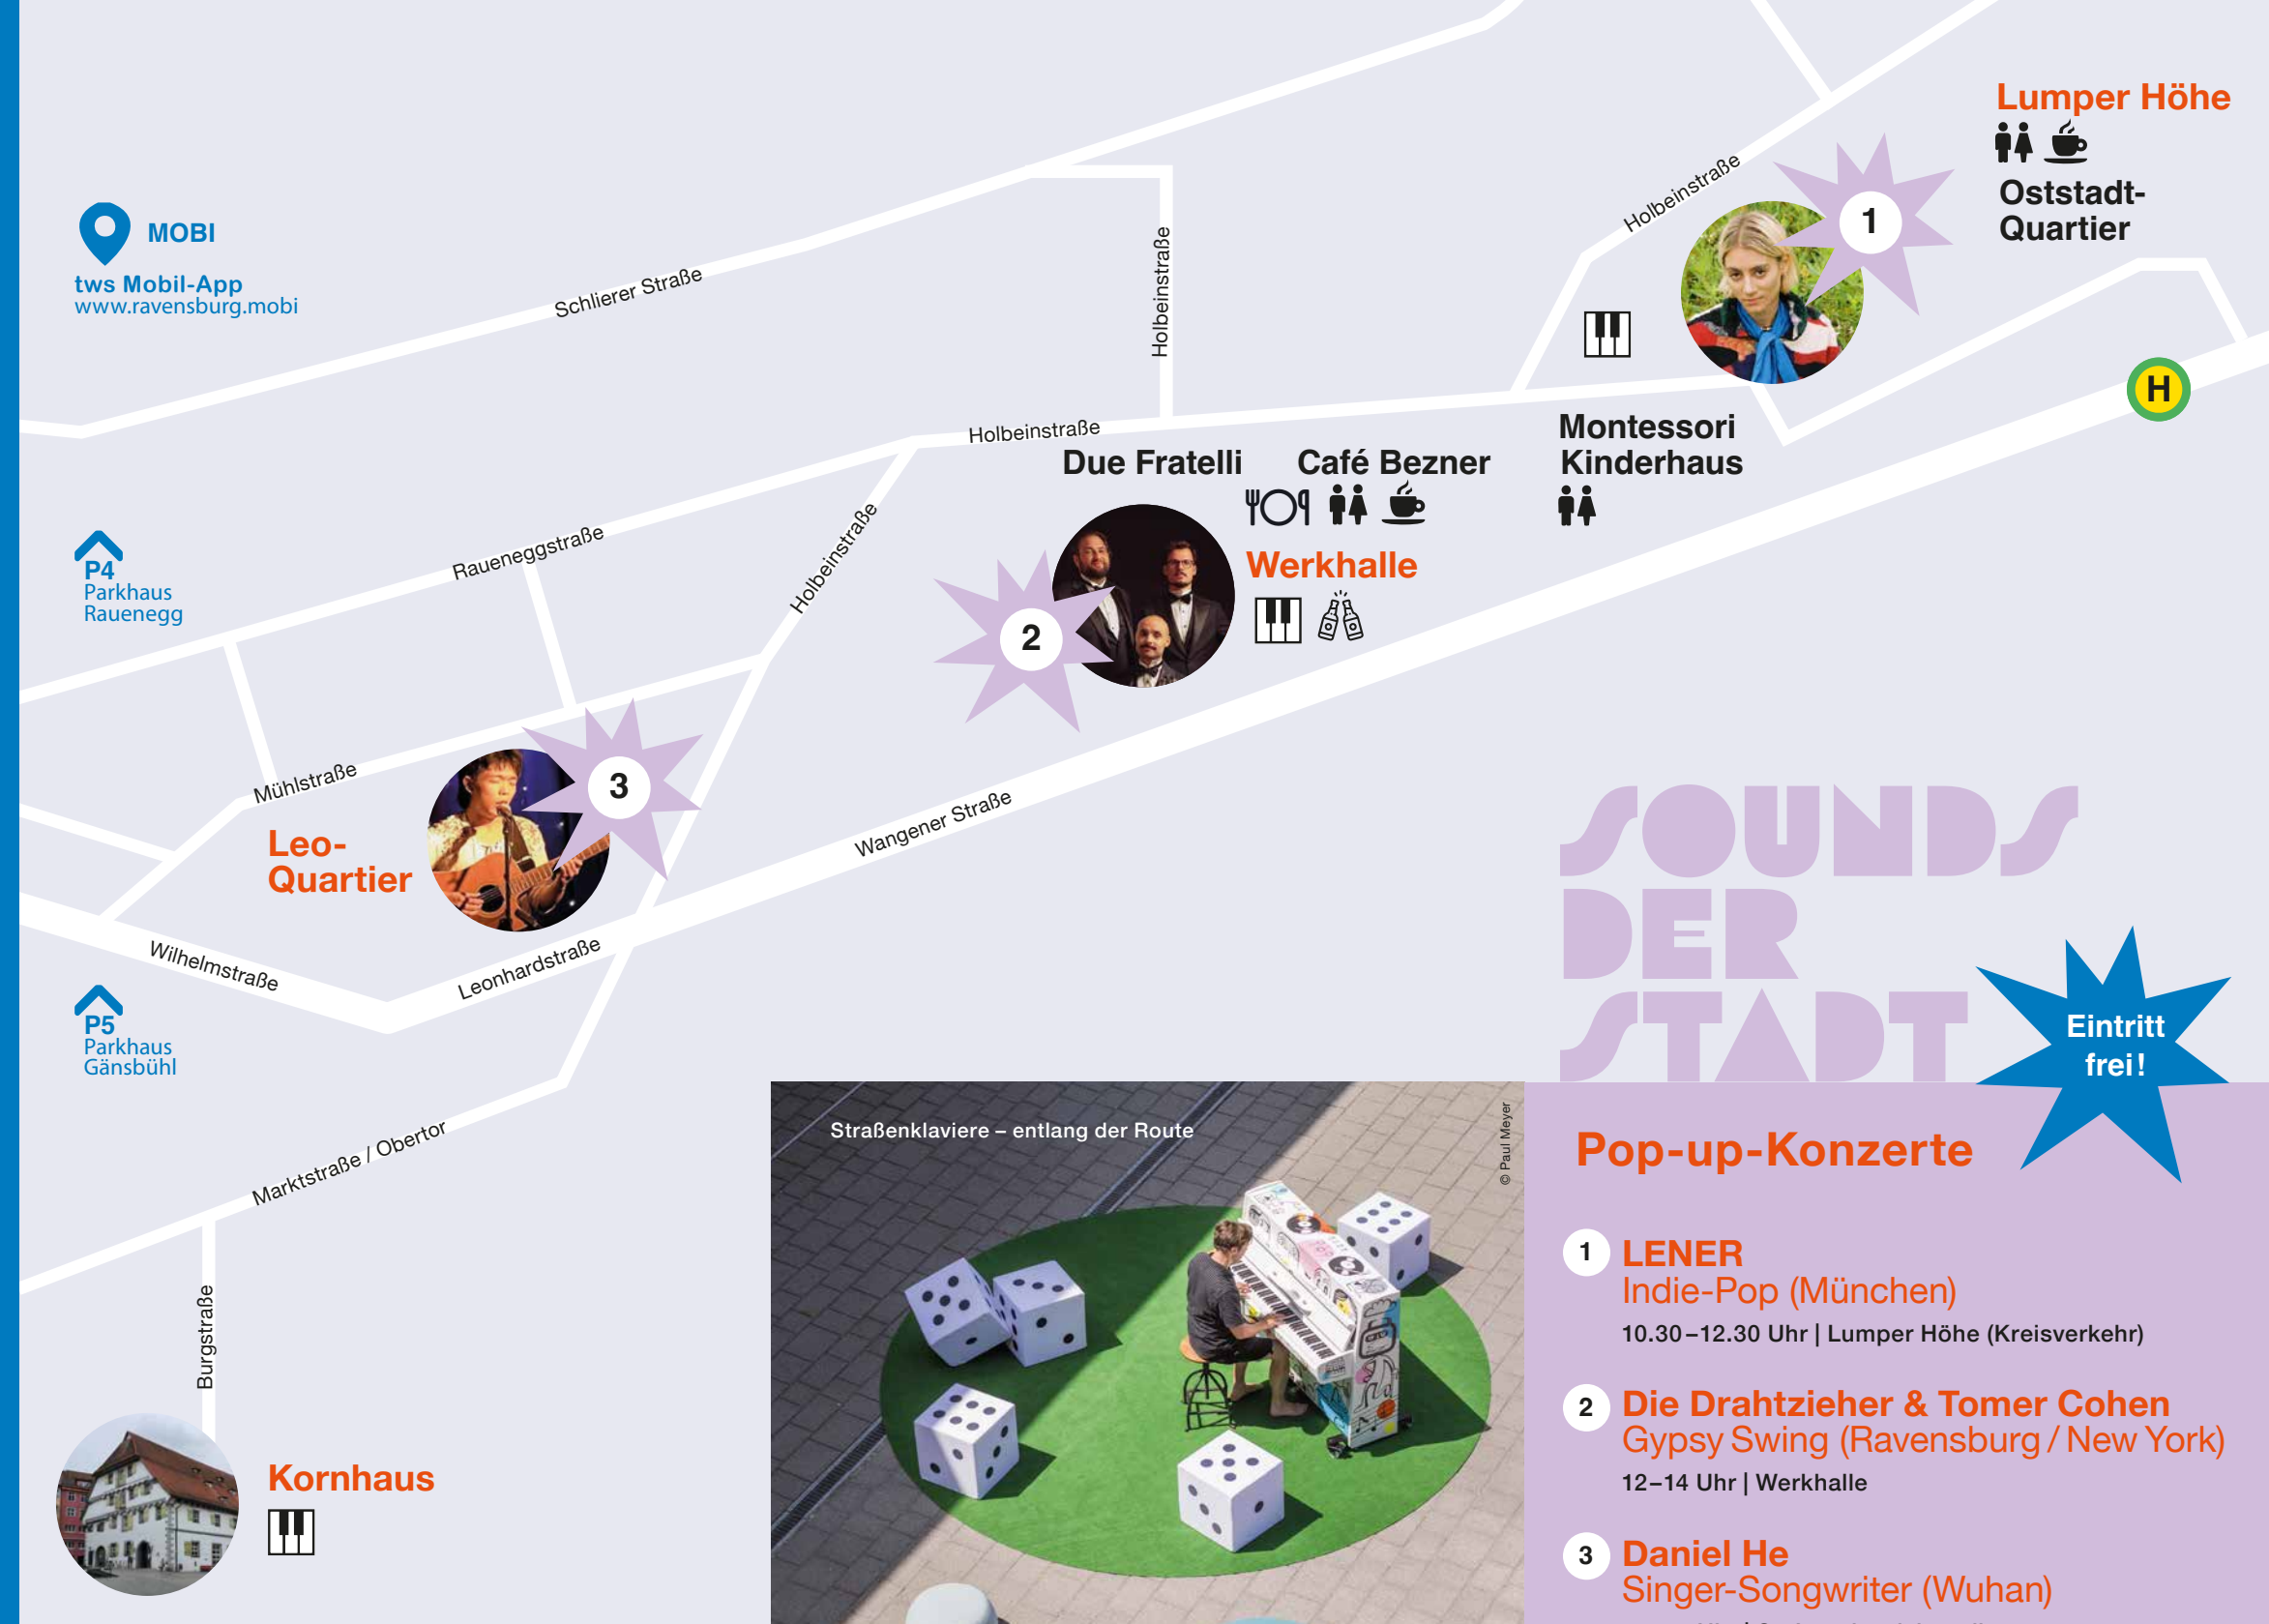 Lumper Höhe
Oststadt-
Quartier
1
Holbeinstraße
MOBI
tws Mobil-App
www.ravensburg.mobi
Schlierer Straße
Holbeinstraße
H
Holbeinstraße
Montessori
Kinderhaus
Due Fratelli
Café Bezner
Werkhalle
2
Holbeinstraße
Raueneggstraße
P4
Parkhaus
Rauenegg
3
Mühlstraße
Leo-
Quartier
Wangener Straße
Wilhelmstraße
Leonhardstraße
P5
Parkhaus
Gänsbühl
Marktstraße / Obertor
Burgstraße
Kornhaus
Straßenklaviere – entlang der Route
© Paul Meyer
SOUNDS
DER
STADT
Eintritt
frei!
Pop-up-Konzerte
1 LENER
Indie-Pop (München)
10.30–12.30 Uhr | Lumper Höhe (Kreisverkehr)
2 Die Drahtzieher & Tomer Cohen
Gypsy Swing (Ravensburg / New York)
12–14 Uhr | Werkhalle
3 Daniel He
Singer-Songwriter (Wuhan)